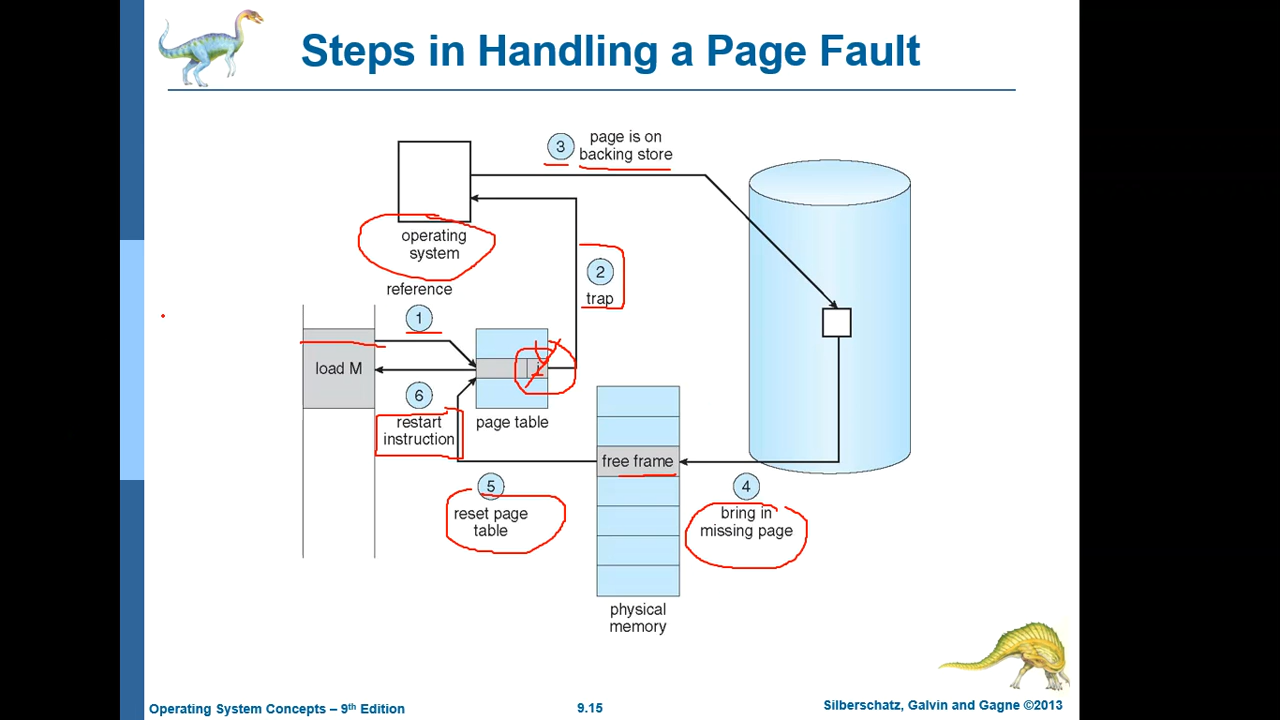 Steps in Handling a Page Fault
3
page is on
backing store
operating
system
2
trap
reference
1
load M
i
6
restart
instruction
page table
free frame
5
reset page
table
4
bring in
missing page
physical
memory
Operating System Concepts – 9th Edition
9.15
Silberschatz, Galvin and Gagne ©2013